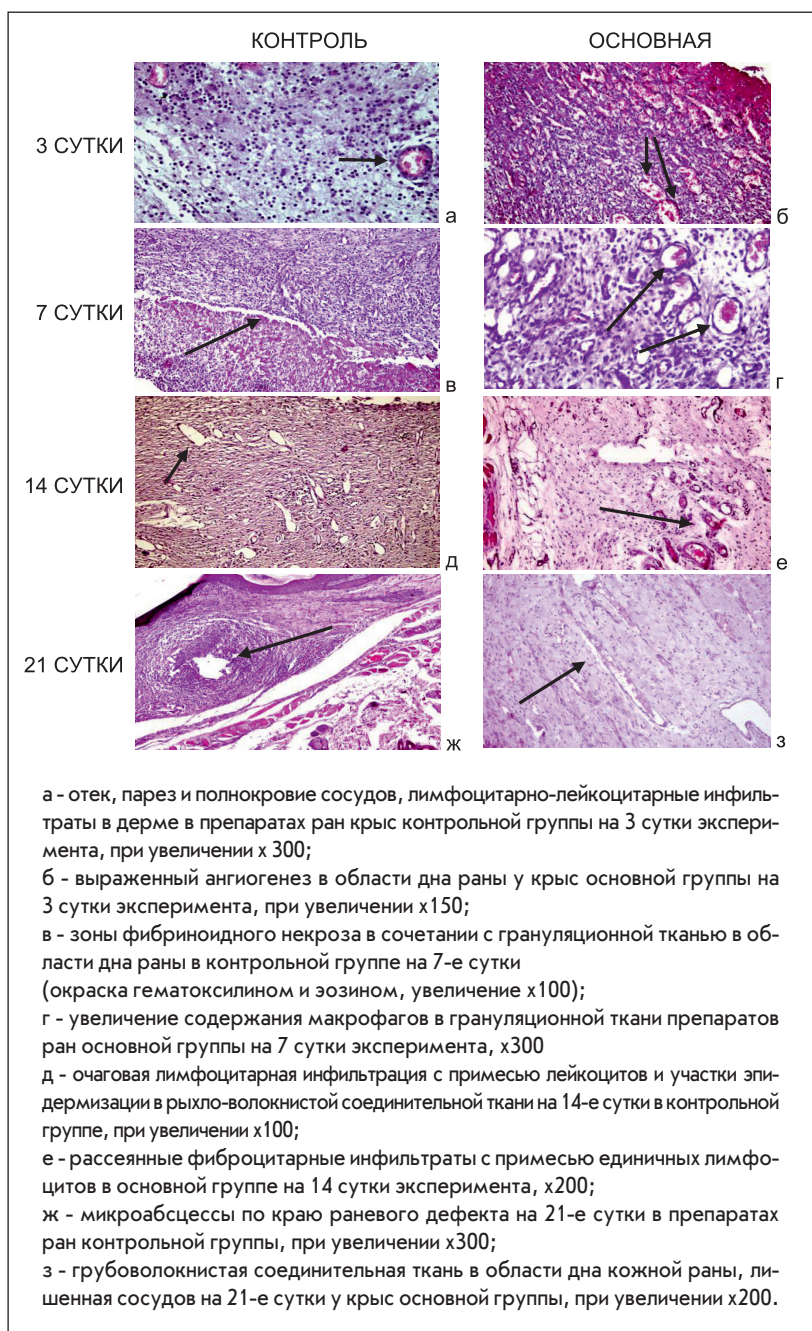 КОНТРОЛЬ ОСНОВНАЯ
3 СУТКИ
а
б
7 СУТКИ
в
г
14 СУТКИ
д
е
21 СУТКИ
ж
з
а - отек, парез и полнокровие сосудов, лимфоцитарно-лейкоцитарные инфиль-
траты в дерме в препаратах ран крыс контрольной группы на 3 сутки экспери-
мента, при увеличении х 300;
б - выраженный ангиогенез в области дна раны у крыс основной группы на
3 сутки эксперимента, при увеличении х150;
в - зоны фибриноидного некроза в сочетании с грануляционной тканью в об-
ласти дна раны в контрольной группе на 7-е сутки
(окраска гематоксилином и эозином, увеличение х100);
г - увеличение содержания макрофагов в грануляционной ткани препаратов
ран основной группы на 7 сутки эксперимента, х300
д - очаговая лимфоцитарная инфильтрация с примесью лейкоцитов и участки эпи-
дермизации в рыхло-волокнистой соединительной ткани на 14-е сутки в контрольной
группе, при увеличении х100;
е - рассеянные фиброцитарные инфильтраты с примесью единичных лимфо-
цитов в основной группе на 14 сутки эксперимента, х200;
ж - микроабсцессы по краю раневого дефекта на 21-е сутки в препаратах
ран контрольной группы, при увеличении х300;
з - грубоволокнистая соединительная ткань в области дна кожной раны, ли-
шенная сосудов на 21-е сутки у крыс основной группы, при увеличении х200.